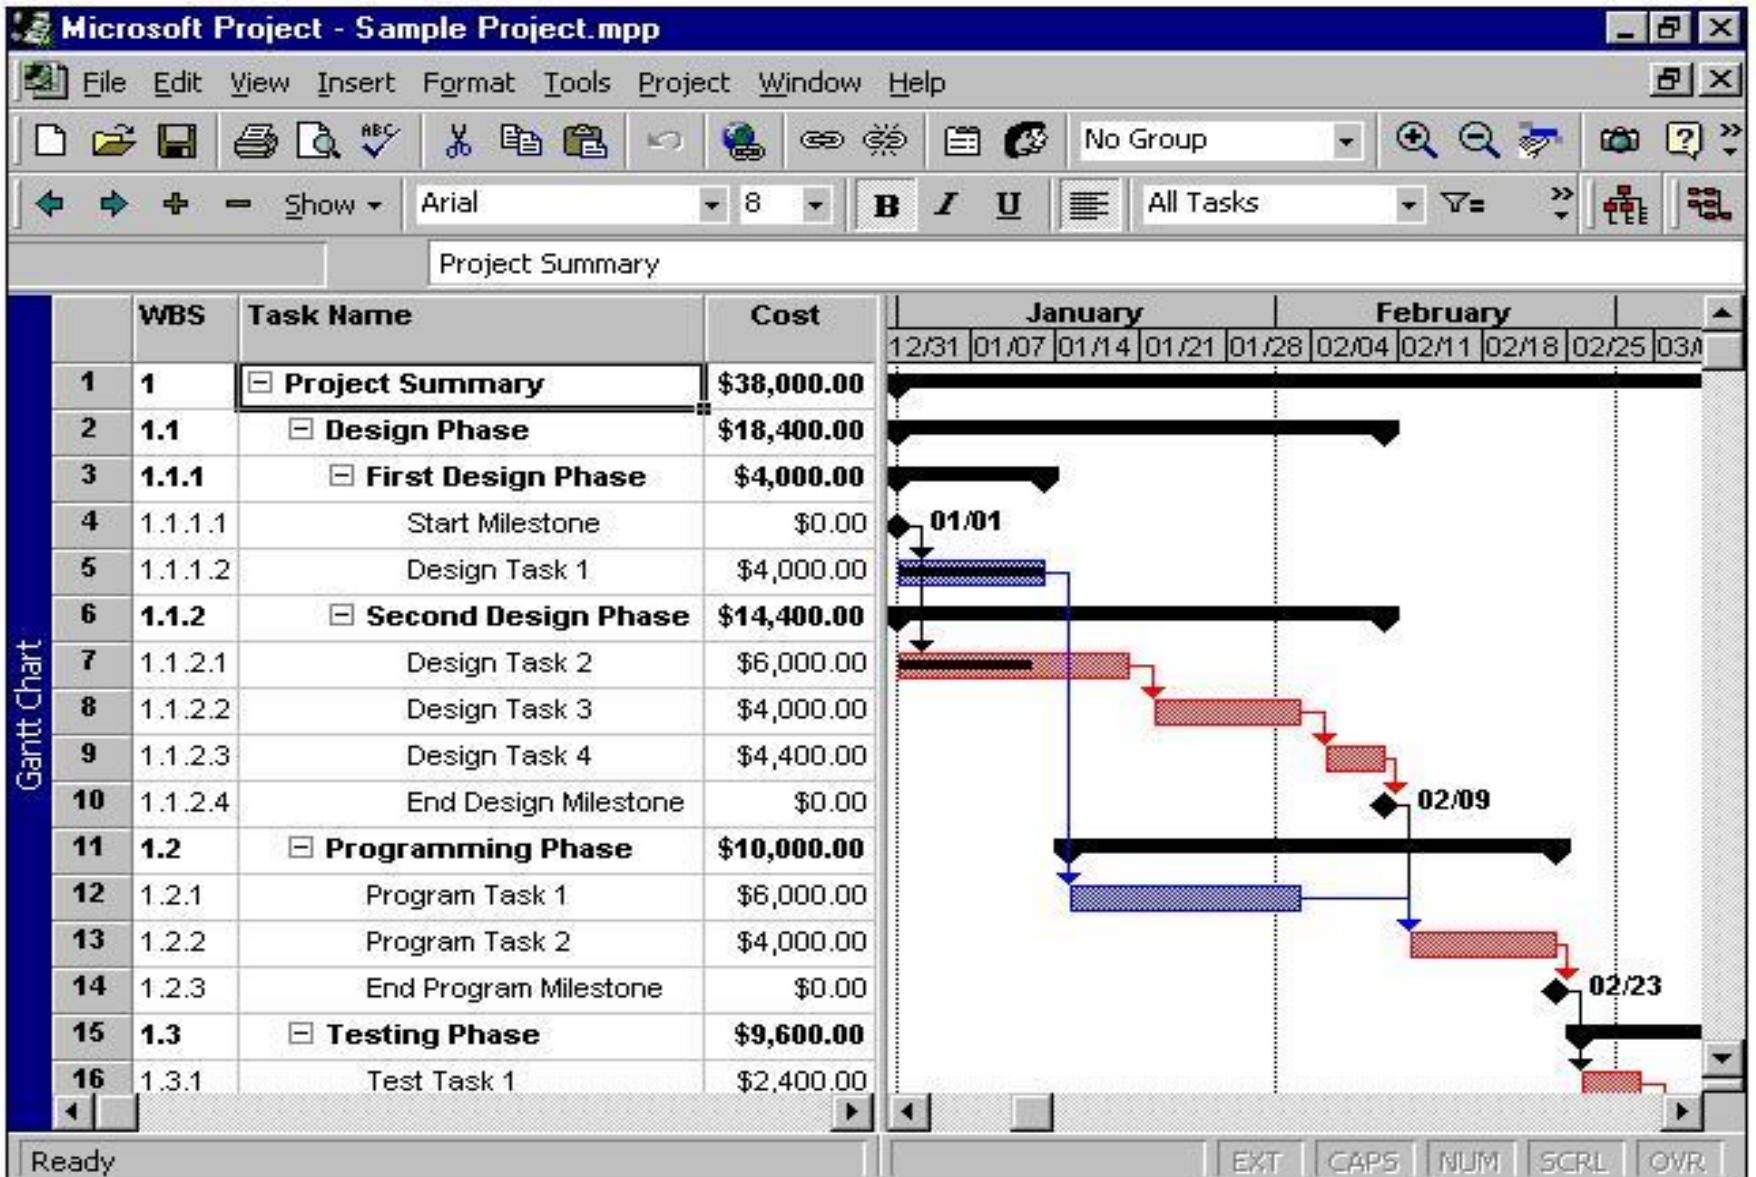 Microsoft Project - Sample Project.mpp
File Edit View Insert Format Tools Project Window Help
ABC No Group
Show Arial 8 B I U All Tasks
Project Summary
WBS Task Name Cost January February
12/31 01/07 01/14 01/21 01/28 02/04 02/11 02/18 02/25
1 1 Project Summary $38,000.00
2 1.1 Design Phase $18,400.00
3 1.1.1 First Design Phase $4,000.00
4 1.1.1.1 Start Milestone $0.00 01/01
5 1.1.1.2 Design Task 1 $4,000.00
6 1.1.2 Second Design Phase $14,400.00
7 1.1.2.1 Design Task 2 $6,000.00
8 1.1.2.2 Design Task 3 $4,000.00
9 1.1.2.3 Design Task 4 $4,400.00
10 1.1.2.4 End Design Milestone $0.00 02/09
11 1.2 Programming Phase $10,000.00
12 1.2.1 Program Task 1 $6,000.00
13 1.2.2 Program Task 2 $4,000.00
14 1.2.3 End Program Milestone $0.00 02/23
15 1.3 Testing Phase $9,600.00
16 1.3.1 Test Task 1 $2,400.00
Gantt Chart
Ready EXT CAPS NUM SCRL OVR